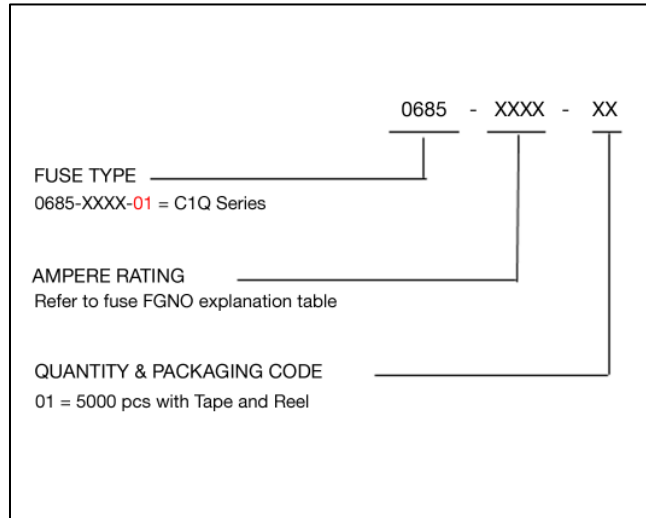 0685 - XXXX - XX
FUSE TYPE
0685-XXXX-01 = C1Q Series
AMPERE RATING
Refer to fuse FGNO explanation table
QUANTITY & PACKAGING CODE
01 = 5000 pcs with Tape and Reel